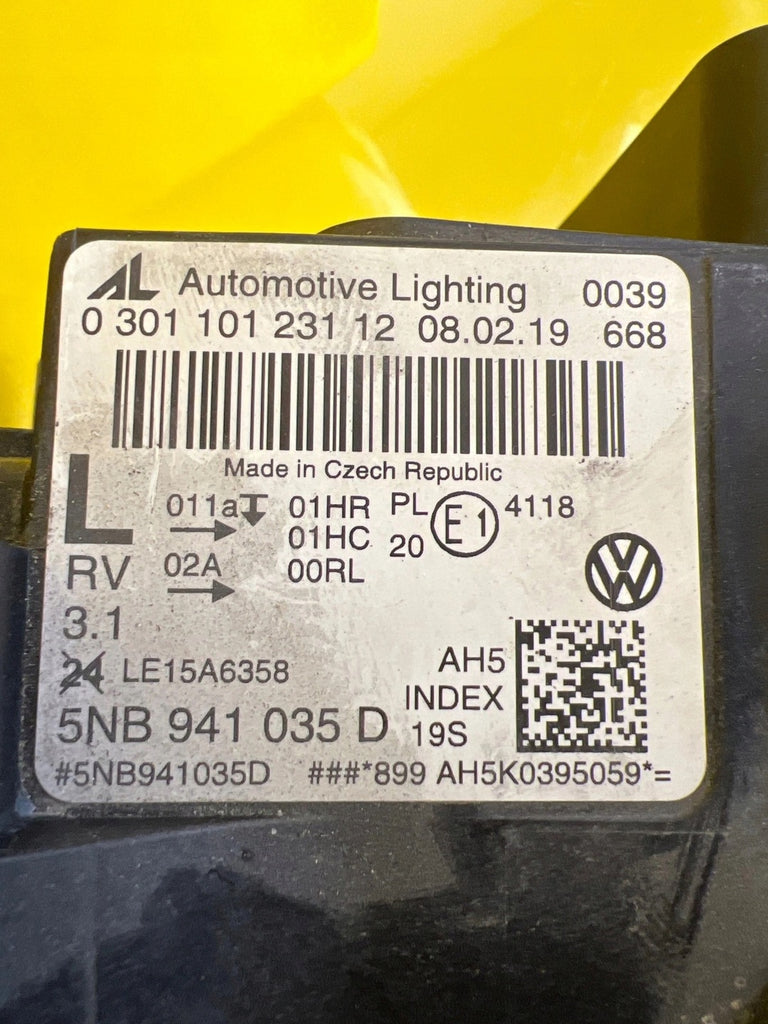 AL Automotive Lighting 0039
0 301 101 231 12 08.02.19 668
Made in Czech Republic
L 011a 01HR PL E1 4118
01HC 20
RV 02A 00RL
VW
3.1
24 LE15A6358 AH5
INDEX
5NB 941 035 D 19S
#5NB941035D ###*899 AH5K0395059*=